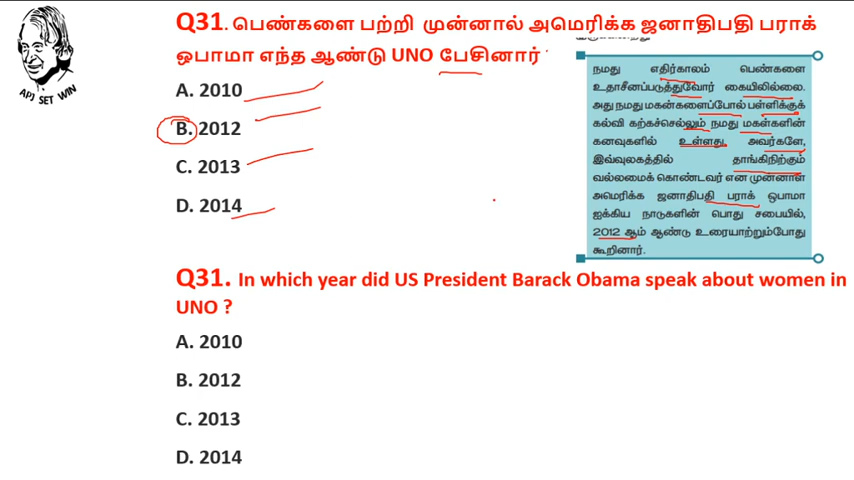 Q31. பெண்களை பற்றி முன்னால் அமெரிக்க ஜனாதிபதி பராக்
ஒபாமா எந்த ஆண்டு UNO பேசினார்
A. 2010
B. 2012
C. 2013
D. 2014
நமது எதிர்காலம் பெண்களை
உதாசீனப்படுத்துவோர் கையிலில்லை.
அது நமது மகன்களைப்போல் பள்ளிக்குக்
கல்வி கற்கச்செல்லும் நமது மகள்களின்
கனவுகளில் உள்ளது. அவர்களே,
இவ்வுலகத்தில் தாங்கிநிற்கும்
வல்லமைக் கொண்டவர் என முன்னாள்
அமெரிக்க ஜனாதிபதி பராக் ஒபாமா
ஐக்கிய நாடுகளின் பொது சபையில்,
2012 ஆம் ஆண்டு உரையாற்றும்போது
கூறினார்.
APJ SET WIN
Q31. In which year did US President Barack Obama speak about women in
UNO ?
A. 2010
B. 2012
C. 2013
D. 2014